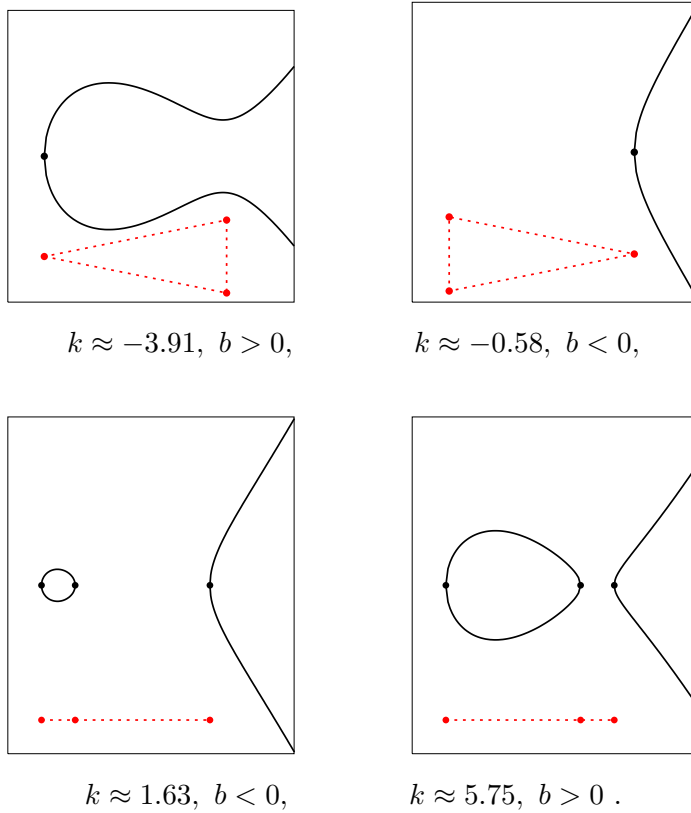 k ≈ −3.91, b > 0,
k ≈ −0.58, b < 0,
k ≈ 1.63, b < 0,
k ≈ 5.75, b > 0 .